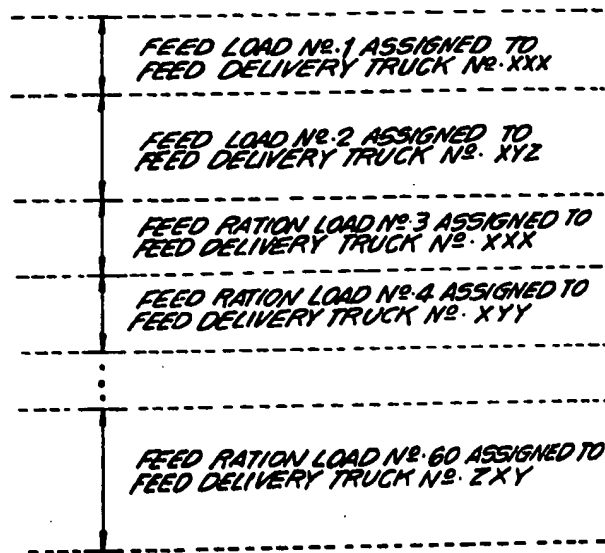 FEED LOAD Nº.1 ASSIGNED TO
FEED DELIVERY TRUCK Nº. XXX
FEED LOAD Nº.2 ASSIGNED TO
FEED DELIVERY TRUCK Nº. XYZ
FEED RATION LOAD Nº.3 ASSIGNED TO
FEED DELIVERY TRUCK Nº. XXX
FEED RATION LOAD Nº.4 ASSIGNED TO
FEED DELIVERY TRUCK Nº. XYY
FEED RATION LOAD Nº.60 ASSIGNED TO
FEED DELIVERY TRUCK Nº. ZXY